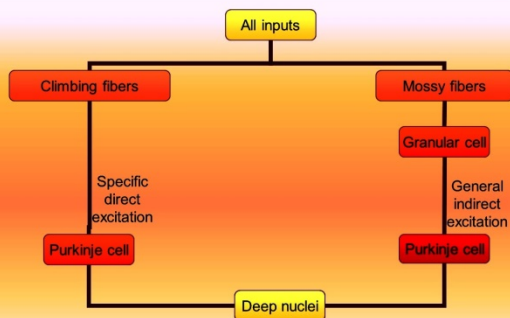 All inputs
Climbing fibers
Mossy fibers
Granular cell
Specific
direct
excitation
General
indirect
excitation
Purkinje cell
Purkinje cell
Deep nuclei